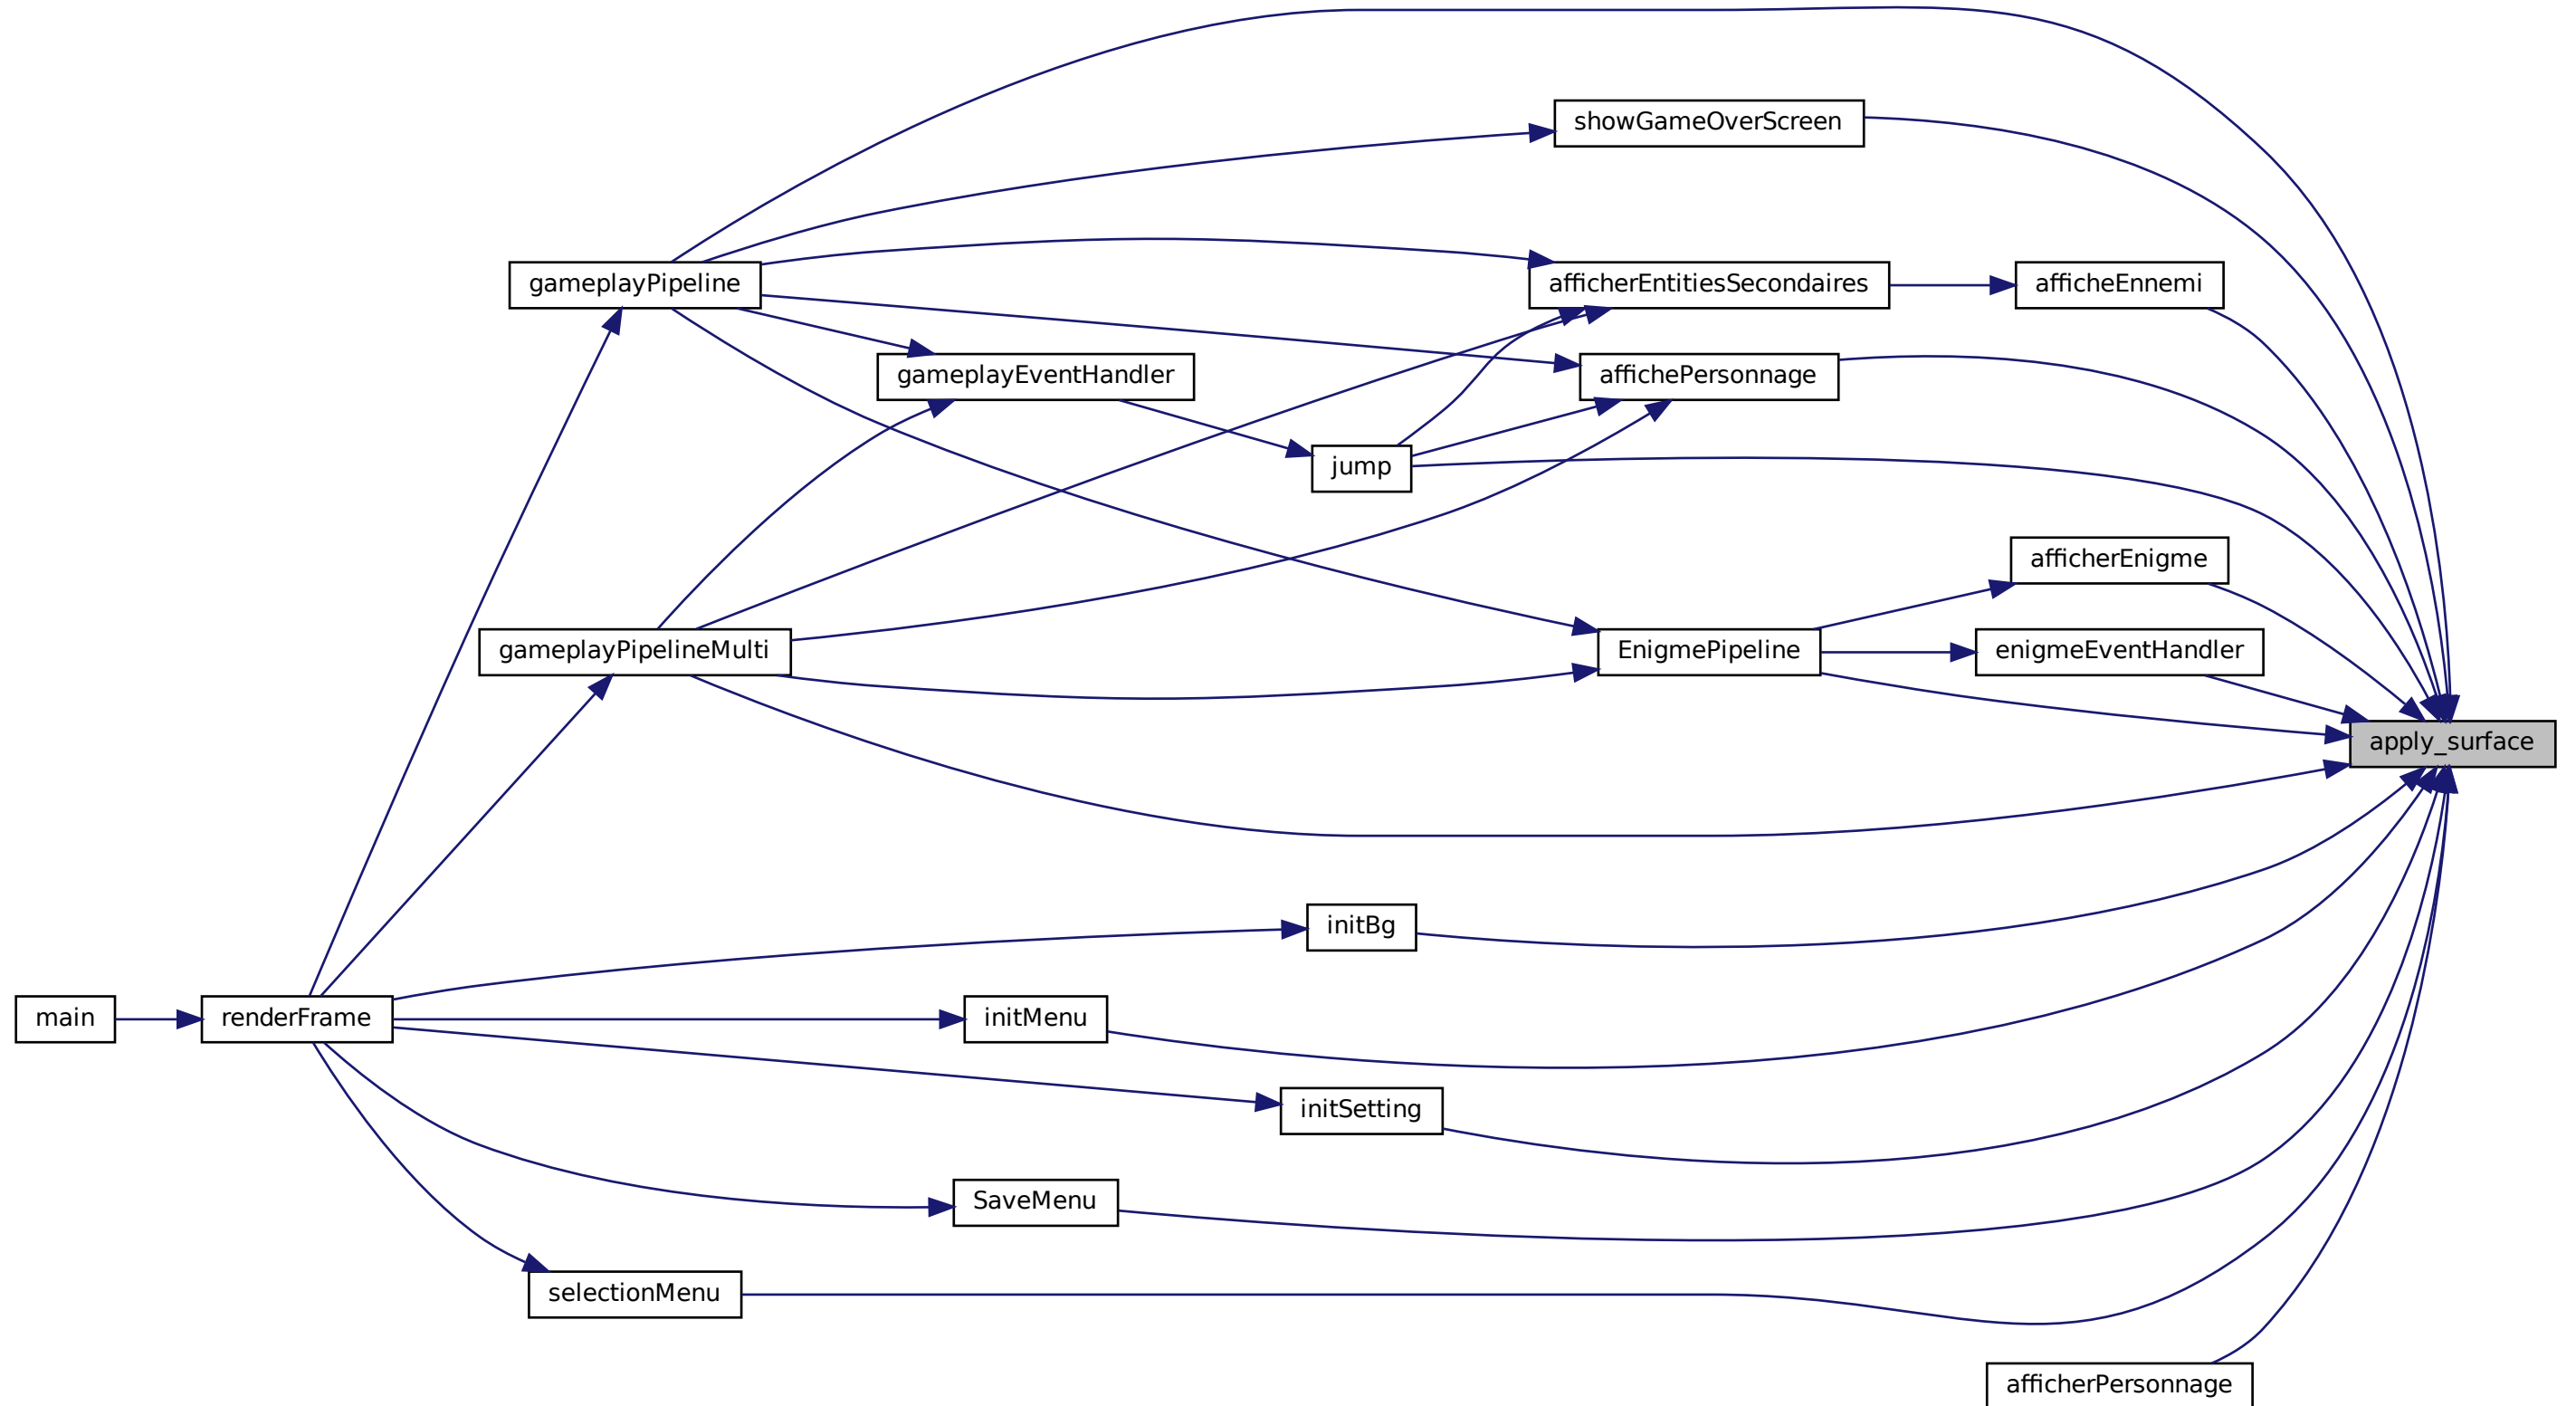 showGameOverScreen
gameplayPipeline
afficherEntitiesSecondaires
afficheEnnemi
gameplayEventHandler
affichePersonnage
jump
afficherEnigme
gameplayPipelineMulti
EnigmePipeline
enigmeEventHandler
apply_surface
initBg
main
renderFrame
initMenu
initSetting
SaveMenu
selectionMenu
afficherPersonnage